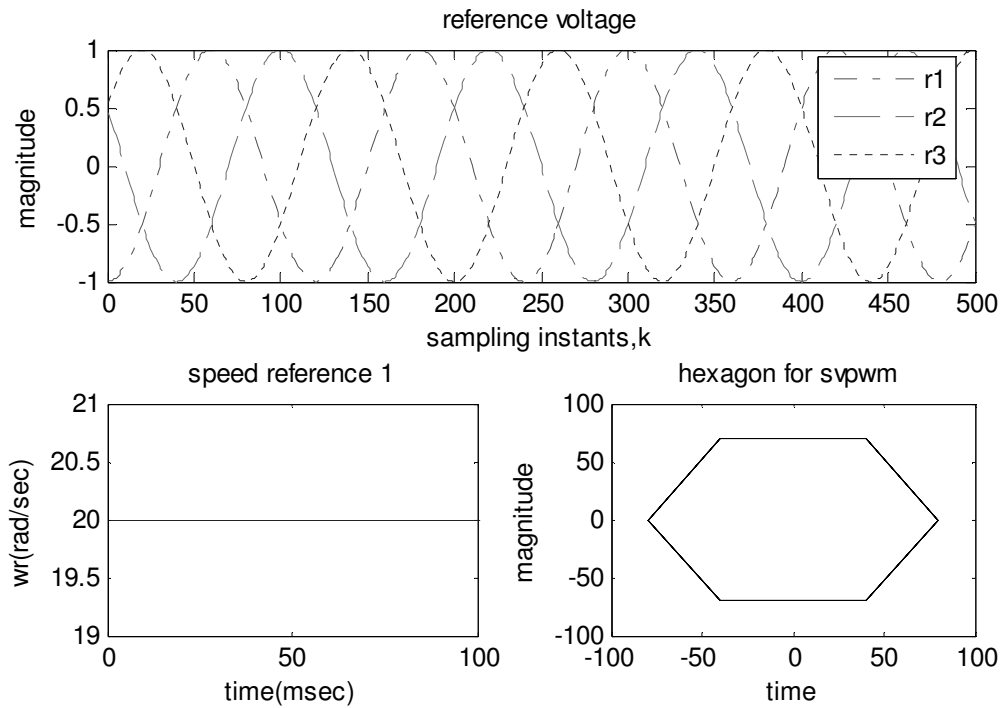 reference voltage
1
0.5
0
-0.5
-1
magnitude
r1
r2
r3
0 50 100 150 200 250 300 350 400 450 500
sampling instants,k
speed reference 1
21
20.5
20
19.5
19
wr(rad/sec)
0 50 100
time(msec)
hexagon for svpwm
100
50
0
-50
-100
magnitude
-100 -50 0 50 100
time